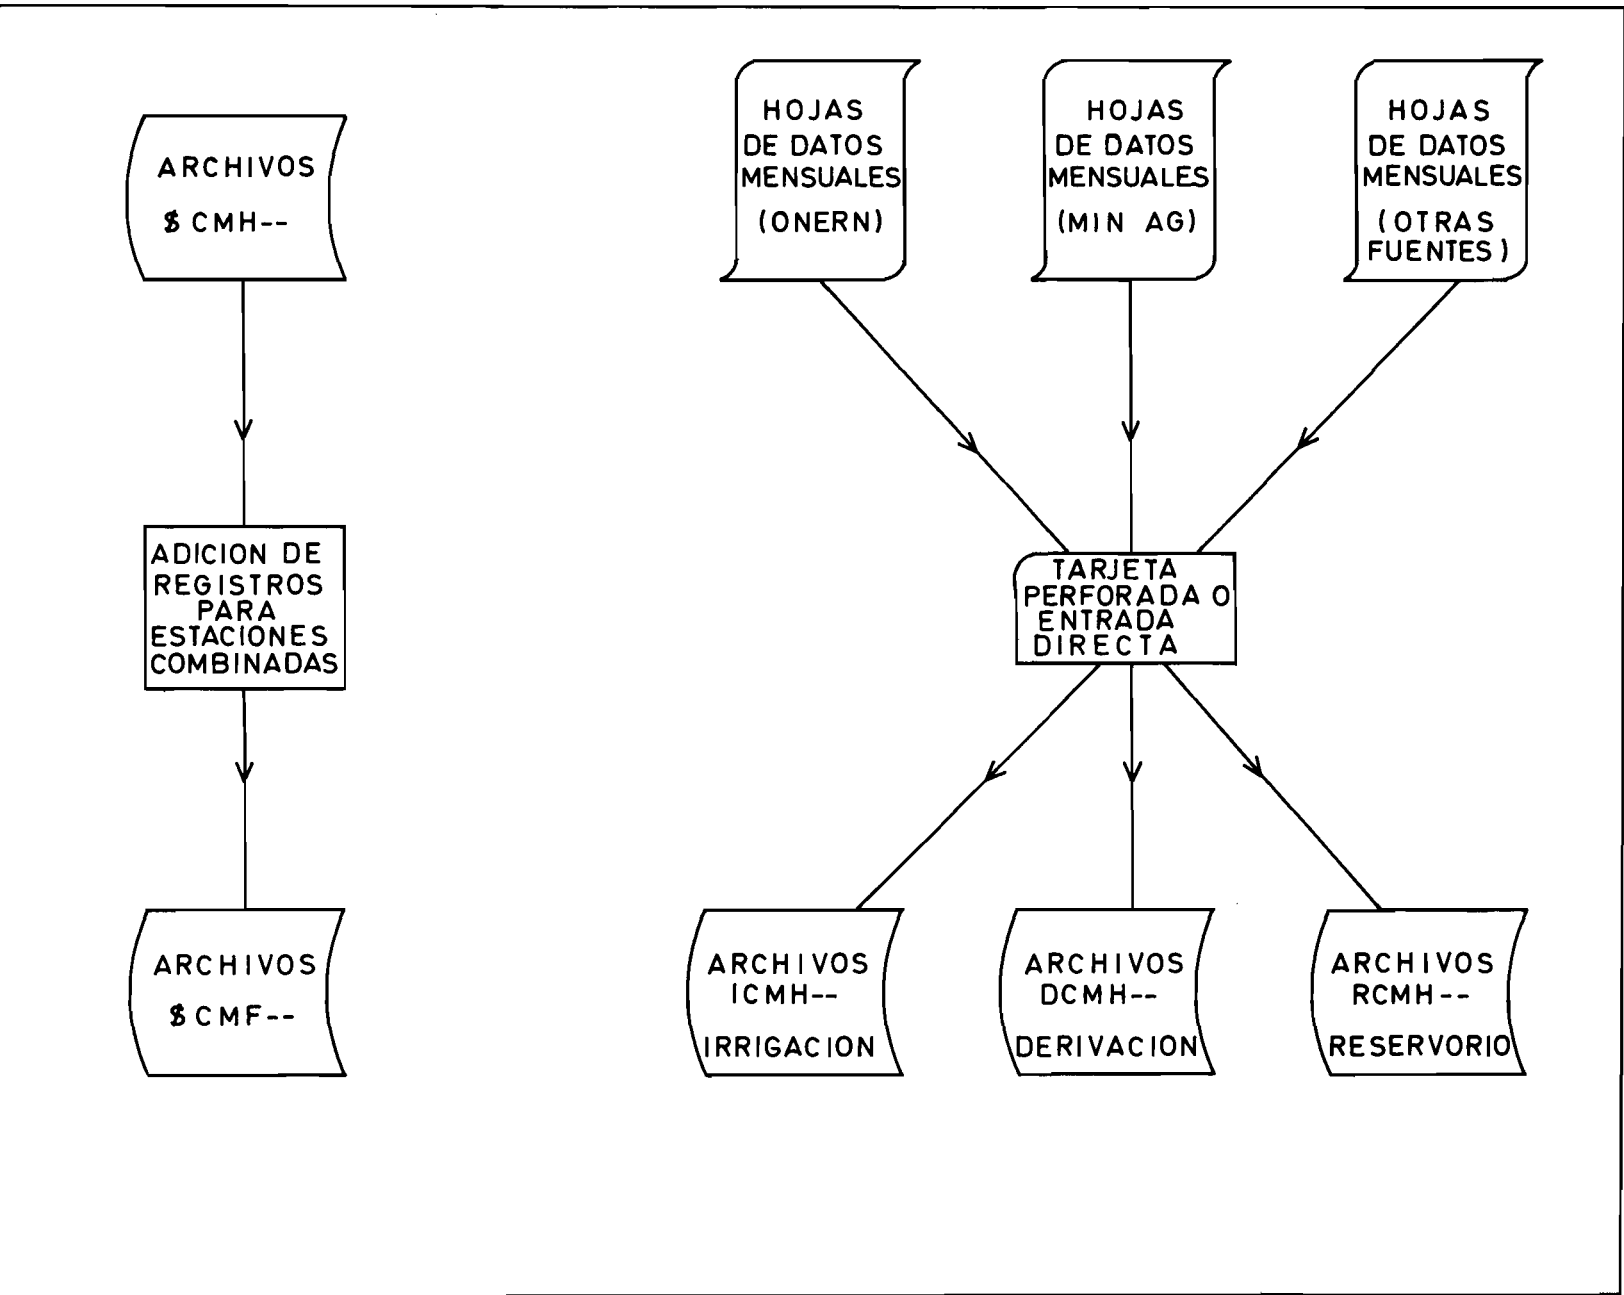 ARCHIVOS
$ CMH--
ADICION DE
REGISTROS
PARA
ESTACIONES
COMBINADAS
ARCHIVOS
$ CMF--
HOJAS
DE DATOS
MENSUALES
(ONERN)
HOJAS
DE DATOS
MENSUALES
(MIN AG)
HOJAS
DE DATOS
MENSUALES
(OTRAS
FUENTES)
TARJETA
PERFORADA O
ENTRADA
DIRECTA
ARCHIVOS
ICMH--
IRRIGACION
ARCHIVOS
DCMH--
DERIVACION
ARCHIVOS
RCMH--
RESERVORIO